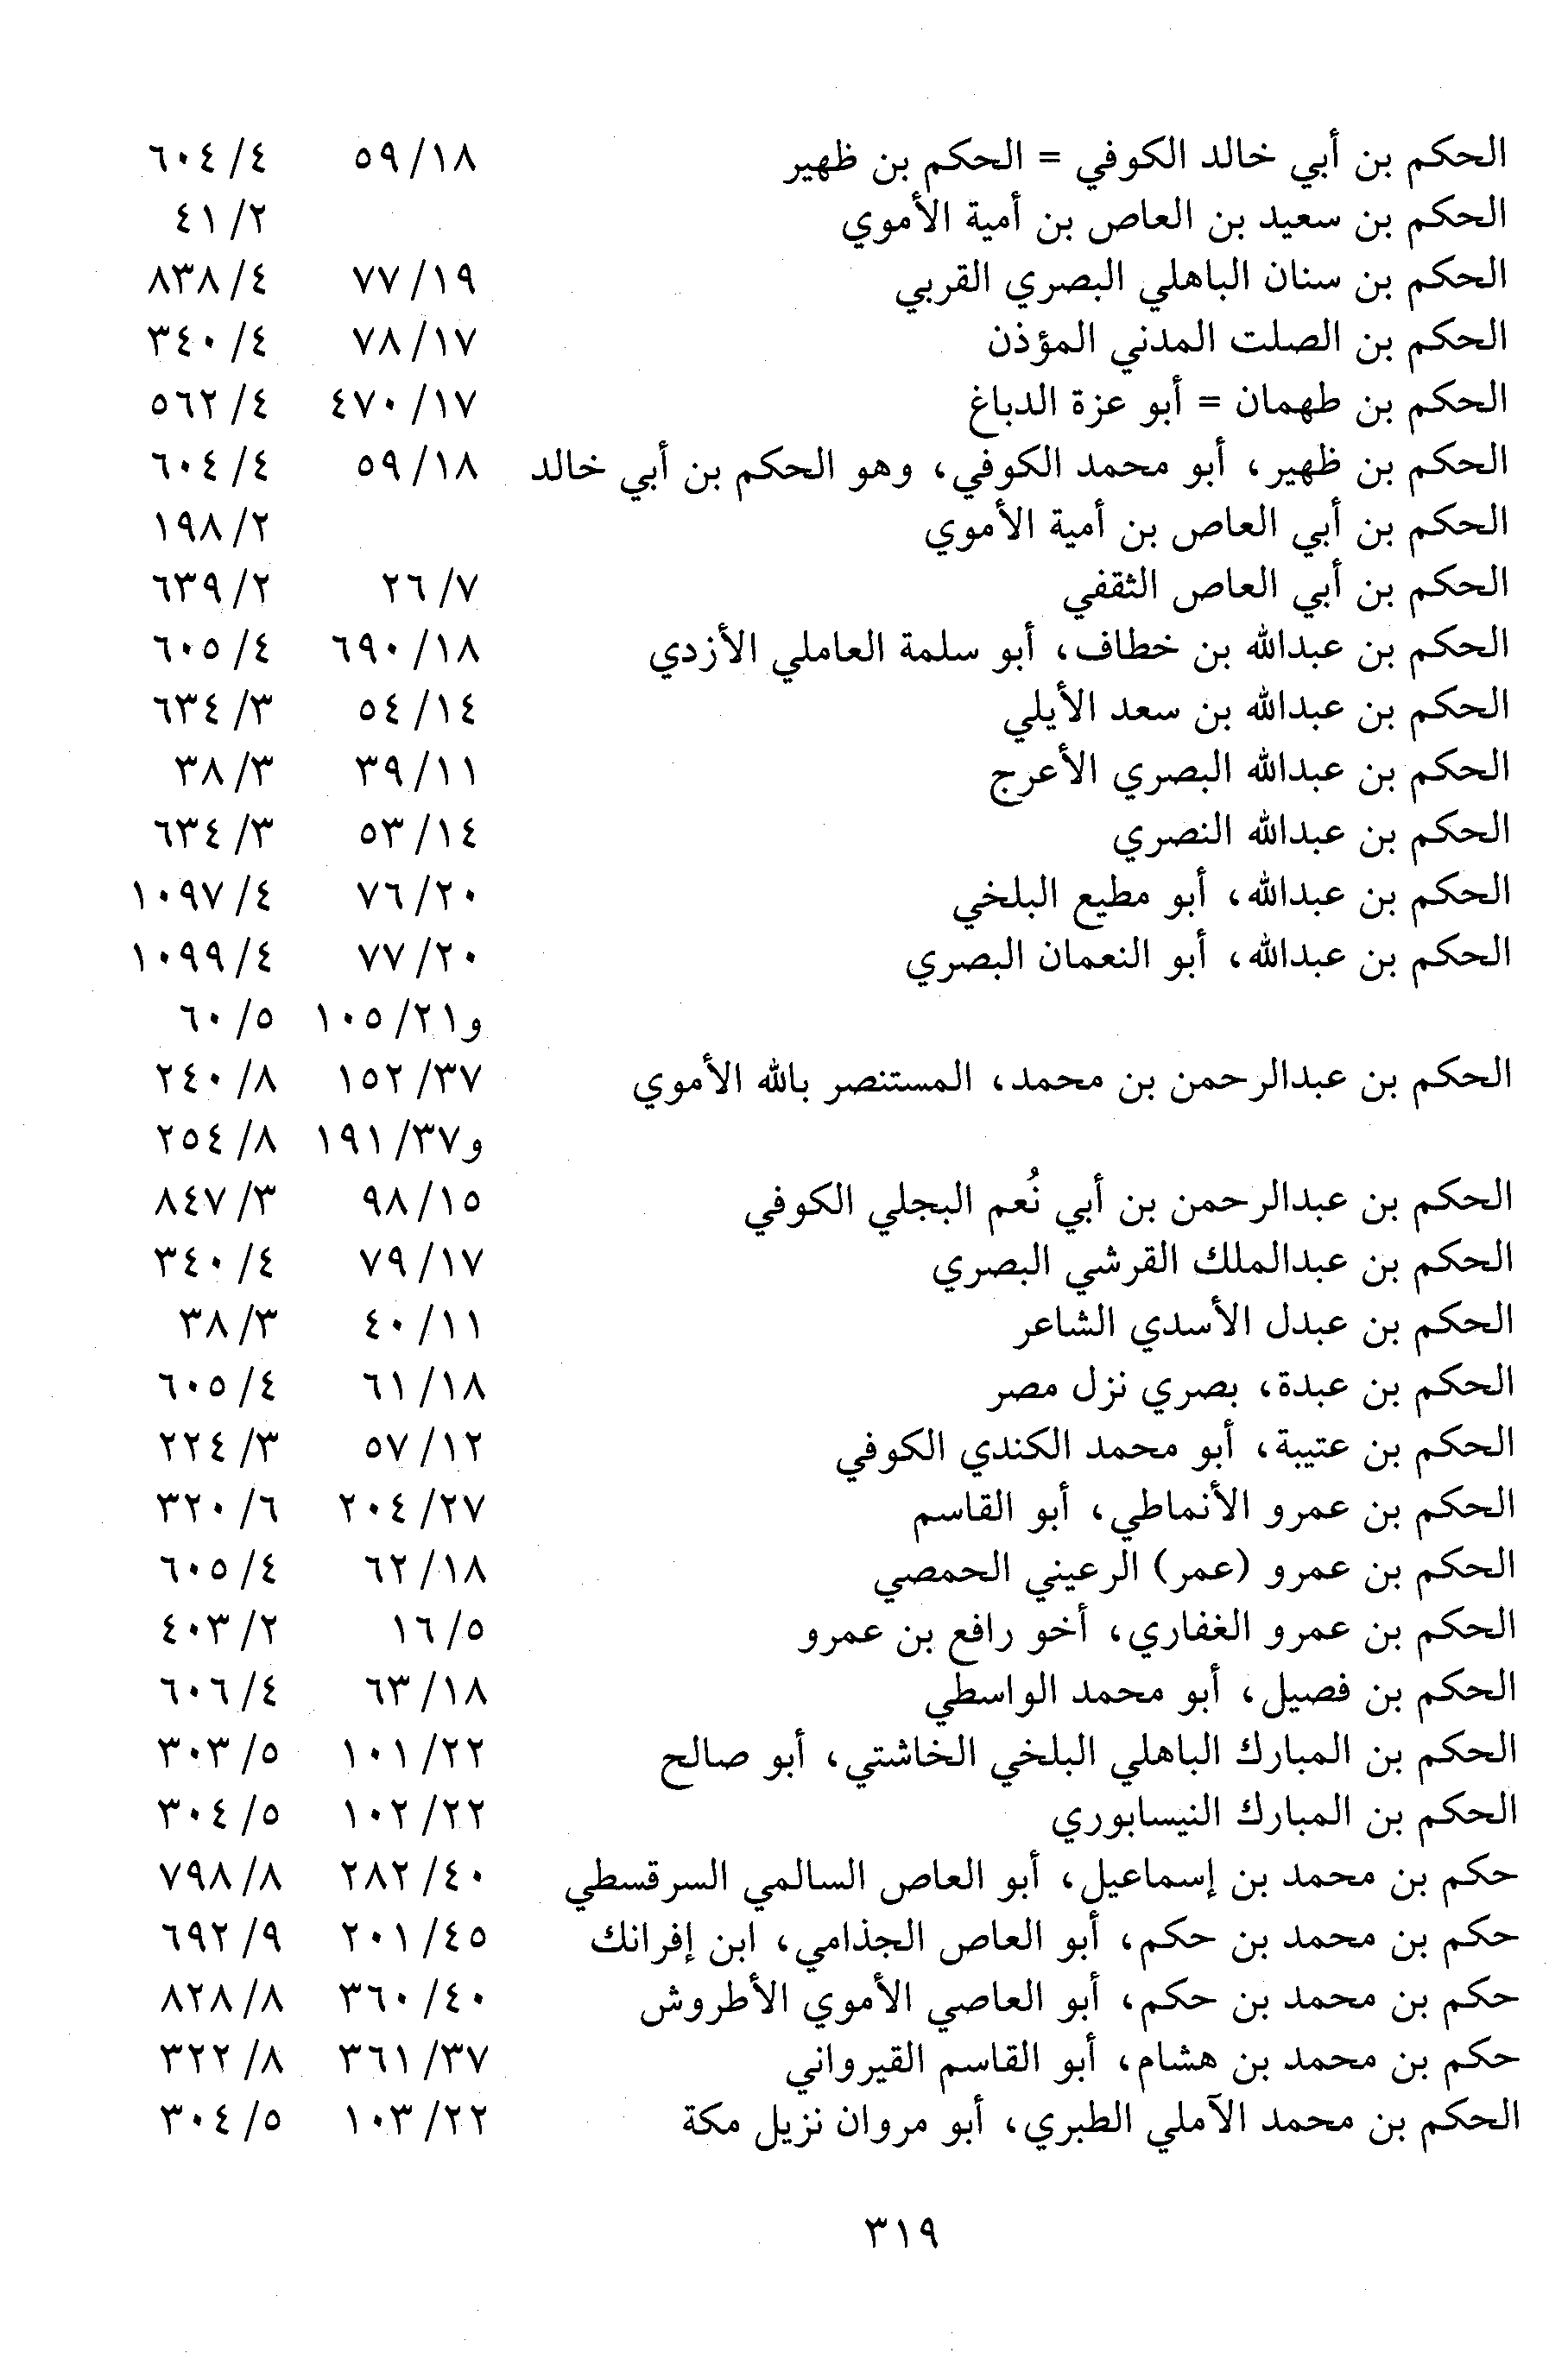 الحكم بن أبي خالد الكوفي = الحكم بن ظهير ٥٩/١٨ ٦٠٤/٤
الحكم بن سعيد بن العاص بن أمية الأموي ٤١/٢
الحكم بن سنان الباهلي البصري القربي ٧٧/١٩ ٨٣٨/٤
الحكم بن الصلت المدني المؤذن ٧٨/١٧ ٣٤٠/٤
الحكم بن طهمان = أبو عزة الدباغ ٤٧٠/١٧ ٥٦٢/٤
الحكم بن ظهير، أبو محمد الكوفي، وهو الحكم بن أبي خالد ٥٩/١٨ ٦٠٤/٤
الحكم بن أبي العاص بن أمية الأموي ١٩٨/٢
الحكم بن أبي العاص الثقفي ٢٦/٧ ٦٣٩/٢
الحكم بن عبدالله بن خطاف، أبو سلمة العاملي الأزدي ٦٩٠/١٨ ٦٠٥/٤
الحكم بن عبدالله بن سعد الأيلي ٥٤/١٤ ٦٣٤/٣
الحكم بن عبدالله البصري الأعرج ٣٩/١١ ٣٨/٣
الحكم بن عبدالله النصري ٥٣/١٤ ٦٣٤/٣
الحكم بن عبدالله، أبو مطيع البلخي ٧٦/٢٠ ١٠٩٧/٤
الحكم بن عبدالله، أبو النعمان البصري ٧٧/٢٠ ١٠٩٩/٤
و١٠٥/٢١ ٦٠/٥
الحكم بن عبدالرحمن بن محمد، المستنصر بالله الأموي ١٥٢/٣٧ ٢٤٠/٨
و١٩١/٣٧ ٢٥٤/٨
الحكم بن عبدالرحمن بن أبي نُعم البجلي الكوفي ٩٨/١٥ ٨٤٧/٣
الحكم بن عبدالملك القرشي البصري ٧٩/١٧ ٣٤٠/٤
الحكم بن عبدل الأسدي الشاعر ٤٠/١١ ٣٨/٣
الحكم بن عبدة، بصري نزل مصر ٦١/١٨ ٦٠٥/٤
الحكم بن عتيبة، أبو محمد الكندي الكوفي ٥٧/١٢ ٢٢٤/٣
الحكم بن عمرو الأنماطي، أبو القاسم ٢٠٤/٢٧ ٣٢٠/٦
الحكم بن عمرو (عمر) الرعيني الحمصي ٦٢/١٨ ٦٠٥/٤
الحكم بن عمرو الغفاري، أخو رافع بن عمرو ١٦/٥ ٤٠٣/٢
الحكم بن فصيل، أبو محمد الواسطي ٦٣/١٨ ٦٠٦/٤
الحكم بن المبارك الباهلي البلخي الخاشتي، أبو صالح ١٠١/٢٢ ٣٠٣/٥
الحكم بن المبارك النيسابوري ١٠٢/٢٢ ٣٠٤/٥
حكم بن محمد بن إسماعيل، أبو العاص السالمي السرقسطي ٢٨٢/٤٠ ٧٩٨/٨
حكم بن محمد بن حكم، أبو العاص الجذامي، ابن إفرانك ٢٠١/٤٥ ٦٩٢/٩
حكم بن محمد بن حكم، أبو العاصي الأموي الأطروش ٣٦٠/٤٠ ٨٢٨/٨
حكم بن محمد بن هشام، أبو القاسم القيرواني ٣٦١/٣٧ ٣٢٢/٨
الحكم بن محمد الآملي الطبري، أبو مروان نزيل مكة ١٠٣/٢٢ ٣٠٤/٥
٣١٩